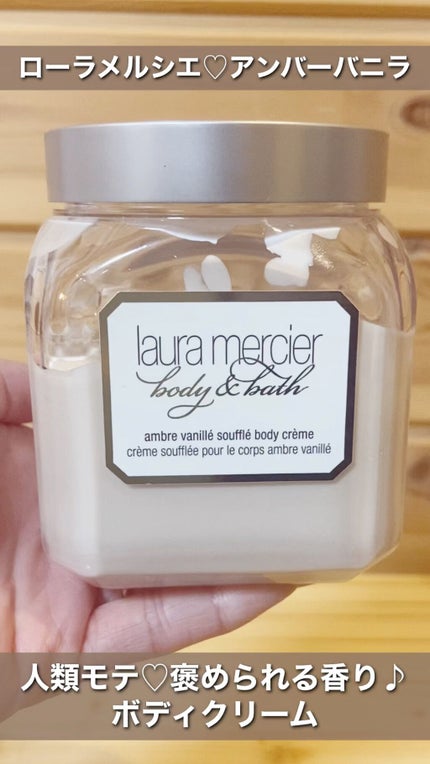 ローラメルシエ♡アンバーバニラ
laura mercier
body & bath
ambre vanillé soufflé body crème
crème soufflée pour le corps ambre vanillé
人類モテ♡褒められる香り♪
ボディクリーム